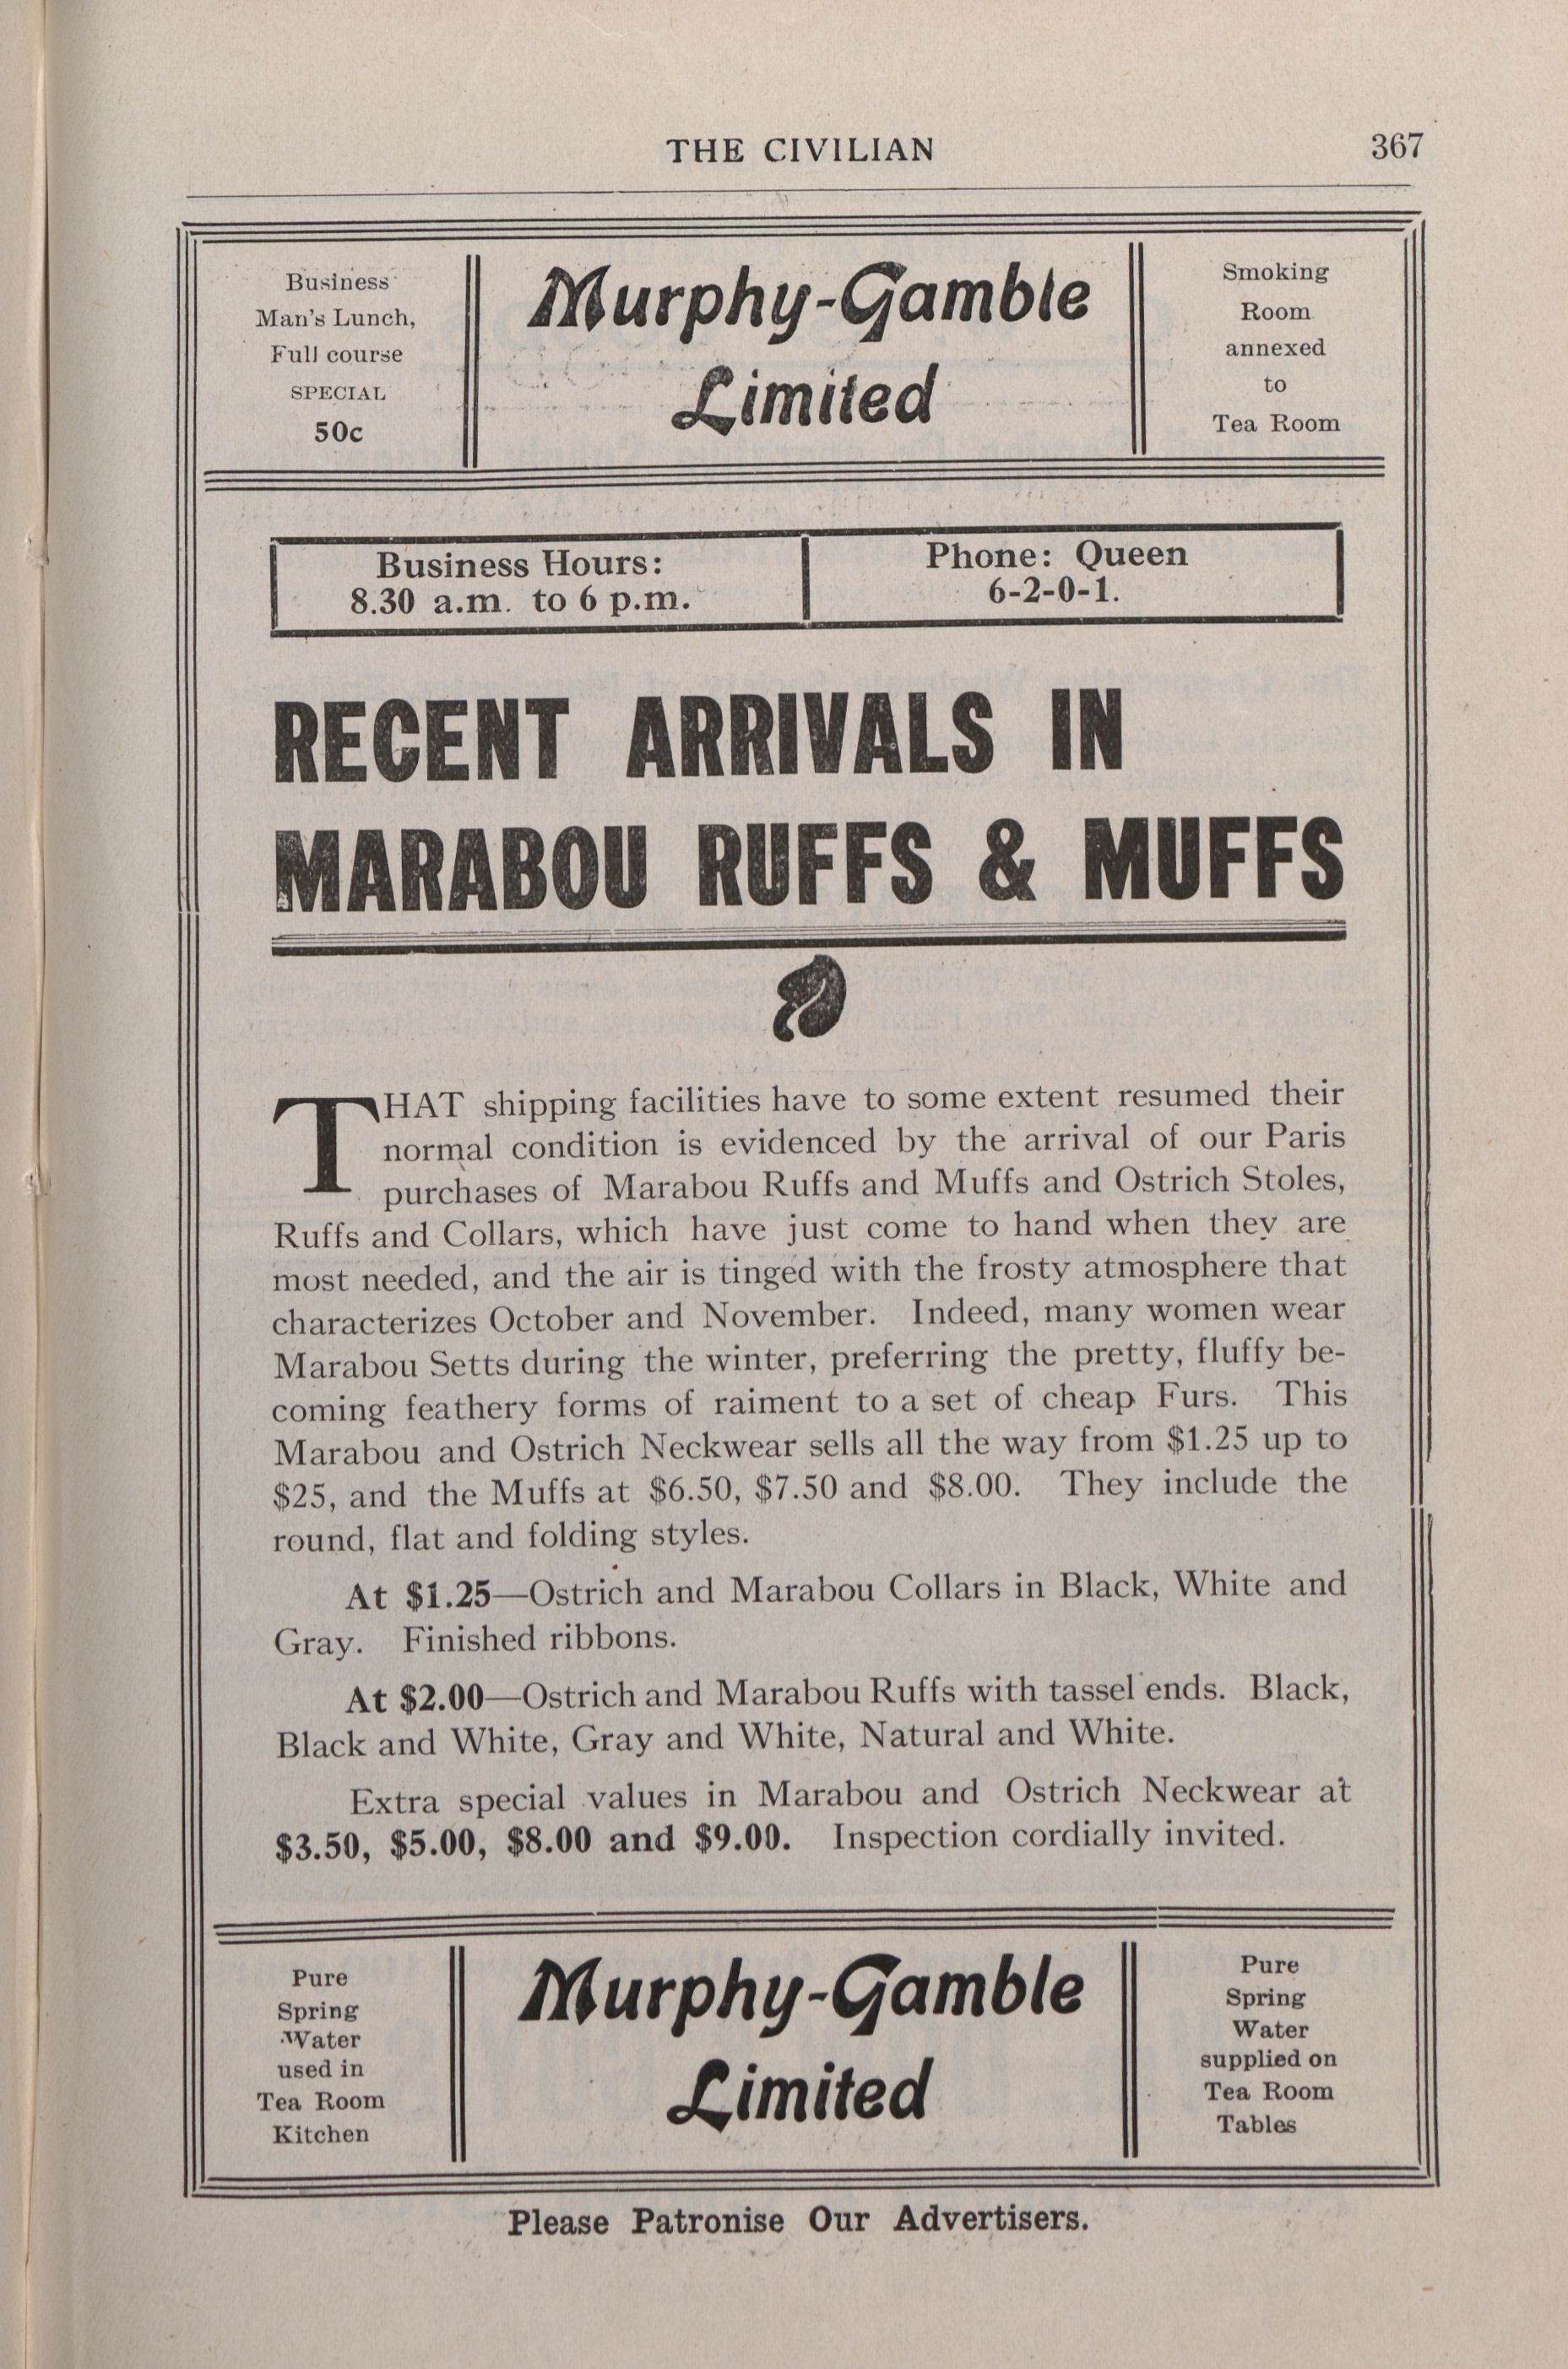 THE CIVILIAN
367
Business
Man's Lunch,
Full course
SPECIAL
50c
Murphy-Gamble
Limited
Smoking
Room
annexed
to
Tea Room
Business Hours:
8.30 a.m. to 6 p.m.
Phone: Queen
6-2-0-1.
RECENT ARRIVALS IN
MARABOU RUFFS & MUFFS
THAT shipping facilities have to some extent resumed their
normal condition is evidenced by the arrival of our Paris
purchases of Marabou Ruffs and Muffs and Ostrich Stoles,
Ruffs and Collars, which have just come to hand when they are
most needed, and the air is tinged with the frosty atmosphere that
characterizes October and November. Indeed, many women wear
Marabou Setts during the winter, preferring the pretty, fluffy be-
coming feathery forms of raiment to a set of cheap Furs. This
Marabou and Ostrich Neckwear sells all the way from $1.25 up to
$25, and the Muffs at $6.50, $7.50 and $8.00. They include the
round, flat and folding styles.
At $1.25—Ostrich and Marabou Collars in Black, White and
Gray. Finished ribbons.
At $2.00—Ostrich and Marabou Ruffs with tassel ends. Black,
Black and White, Gray and White, Natural and White.
Extra special values in Marabou and Ostrich Neckwear at
$3.50, $5.00, $8.00 and $9.00. Inspection cordially invited.
Pure
Spring
Water
used in
Tea Room
Kitchen
Murphy-Gamble
Limited
Pure
Spring
Water
supplied on
Tea Room
Tables
Please Patronise Our Advertisers.